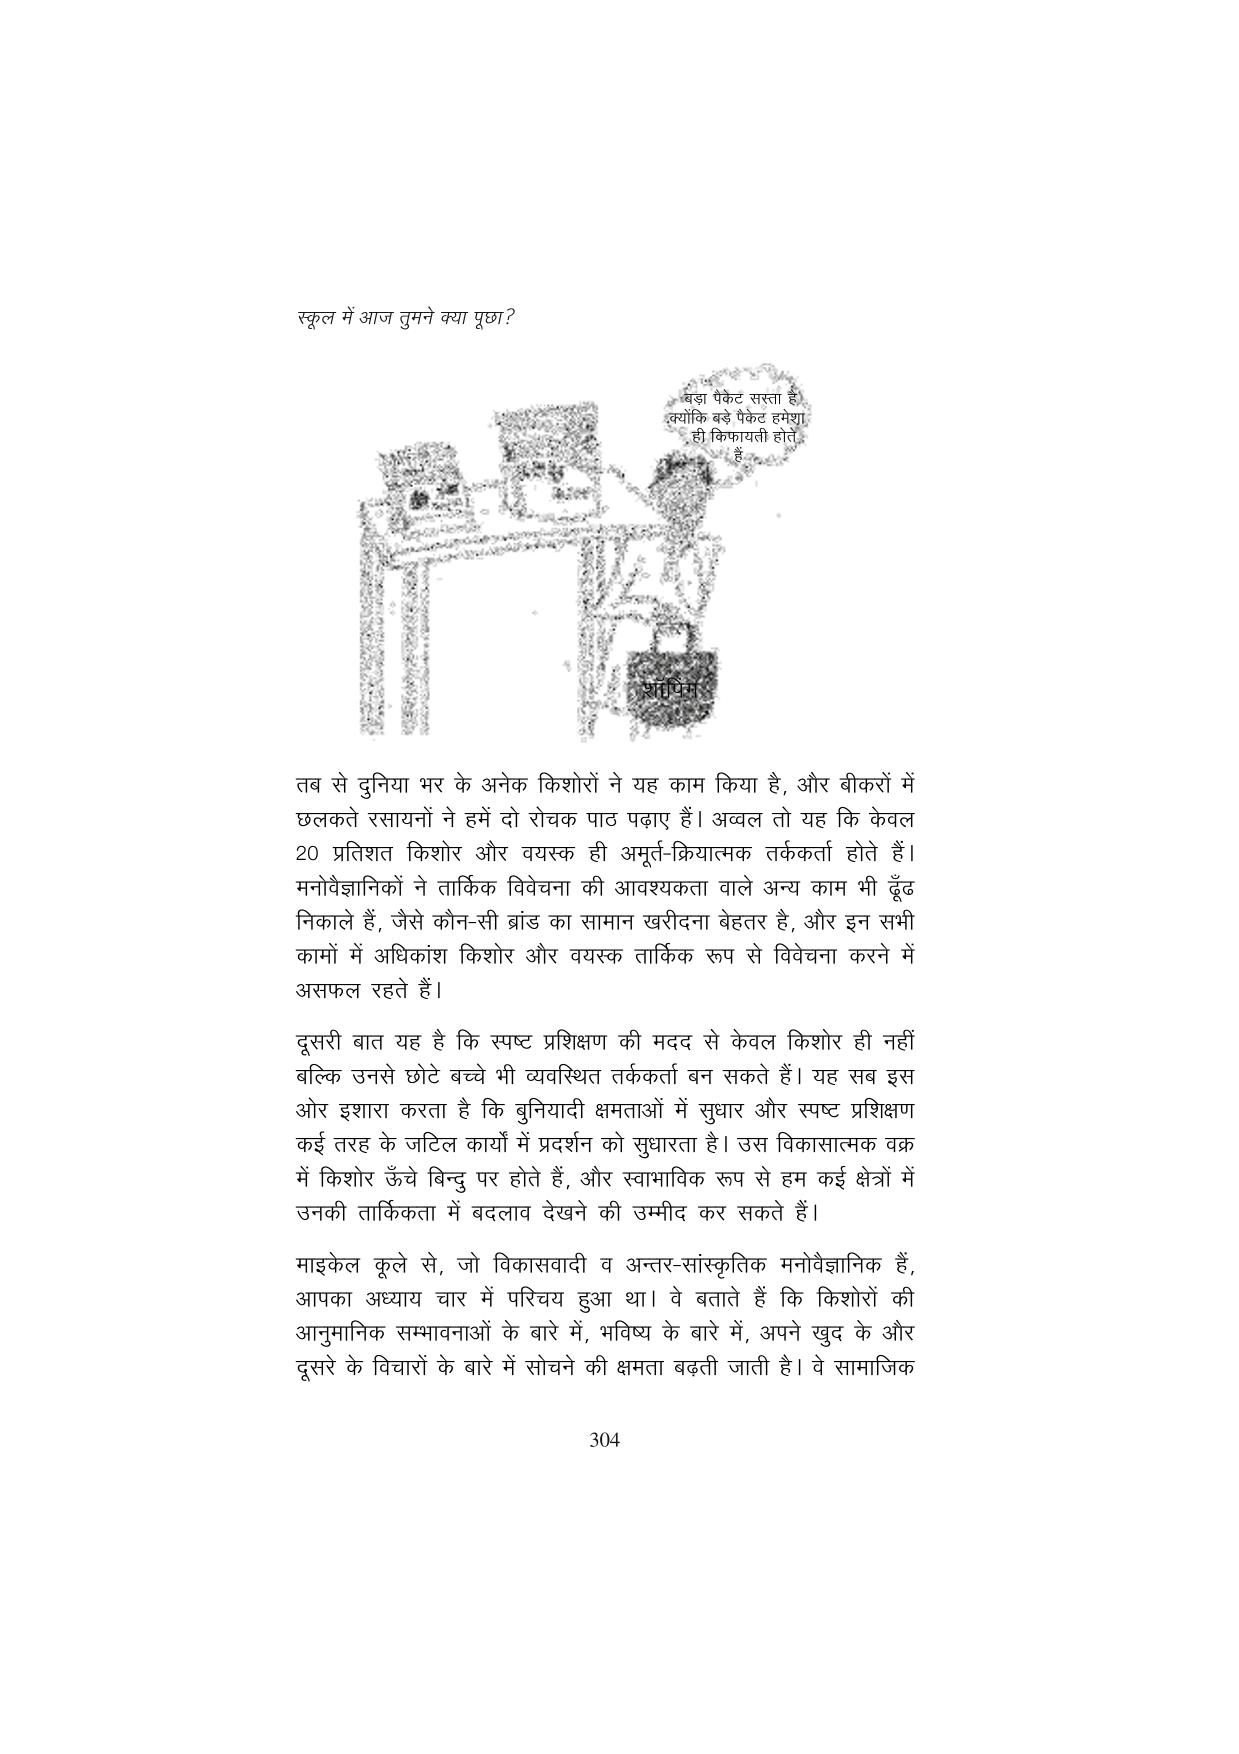 स्कूल में आज तुमने क्या पूछा?
बड़ा पैकेट सस्ता है
क्योंकि बड़े पैकेट हमेशा
ही किफायती होते
हैं
शॉपिंग
तब से दुनिया भर के अनेक किशोरों ने यह काम किया है, और बीकरों में
छलकते रसायनों ने हमें दो रोचक पाठ पढ़ाए हैं। अव्वल तो यह कि केवल
20 प्रतिशत किशोर और वयस्क ही अमूर्त-क्रियात्मक तर्ककर्ता होते हैं।
मनोवैज्ञानिकों ने तार्किक विवेचना की आवश्यकता वाले अन्य काम भी ढूँढ
निकाले हैं, जैसे कौन-सी ब्रांड का सामान खरीदना बेहतर है, और इन सभी
कामों में अधिकांश किशोर और वयस्क तार्किक रूप से विवेचना करने में
असफल रहते हैं।
दूसरी बात यह है कि स्पष्ट प्रशिक्षण की मदद से केवल किशोर ही नहीं
बल्कि उनसे छोटे बच्चे भी व्यवस्थित तर्ककर्ता बन सकते हैं। यह सब इस
ओर इशारा करता है कि बुनियादी क्षमताओं में सुधार और स्पष्ट प्रशिक्षण
कई तरह के जटिल कार्यों में प्रदर्शन को सुधारता है। उस विकासात्मक वक्र
में किशोर ऊँचे बिन्दु पर होते हैं, और स्वाभाविक रूप से हम कई क्षेत्रों में
उनकी तार्किकता में बदलाव देखने की उम्मीद कर सकते हैं।
माइकेल कूले से, जो विकासवादी व अन्तर-सांस्कृतिक मनोवैज्ञानिक हैं,
आपका अध्याय चार में परिचय हुआ था। वे बताते हैं कि किशोरों की
आनुमानिक सम्भावनाओं के बारे में, भविष्य के बारे में, अपने खुद के और
दूसरे के विचारों के बारे में सोचने की क्षमता बढ़ती जाती है। वे सामाजिक
304